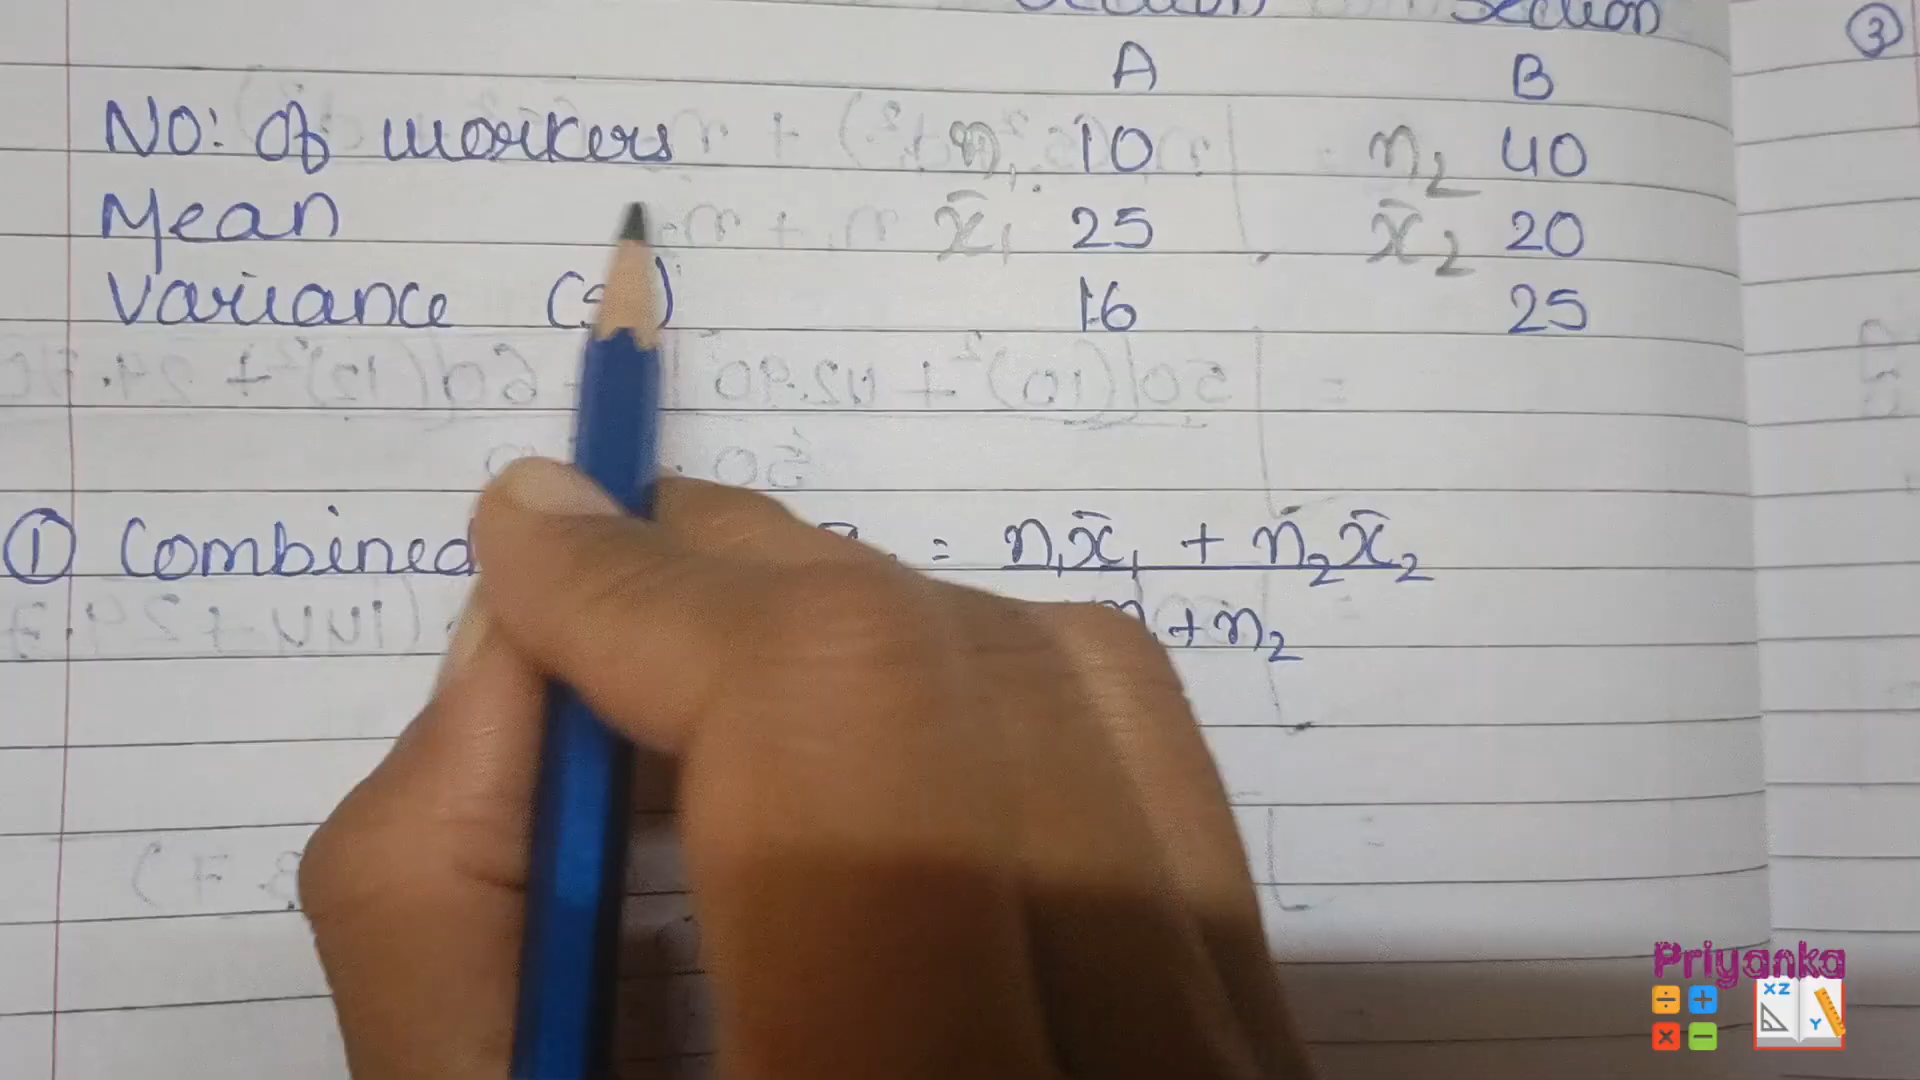 Section Section
A B ③
No: of workers n₁ 10 n₂ 40
Mean x̄₁ 25 x̄₂ 20
Variance ( ) 16 25
① Combined = n₁x̄₁ + n₂x̄₂
+ n₂
Priyanka
÷ + XZ
× − Y